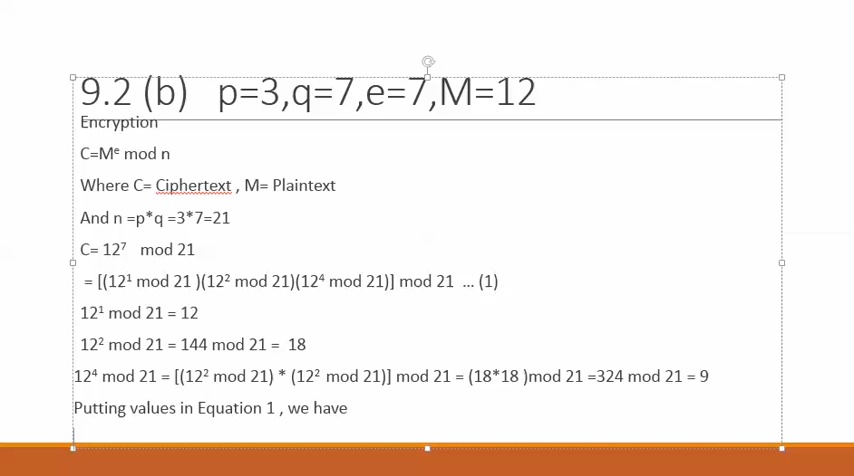 9.2 (b) p=3,q=7,e=7,M=12
Encryption
C=Mᵉ mod n
Where C= Ciphertext , M= Plaintext
And n =p*q =3*7=21
C= 12⁷ mod 21
= [(12¹ mod 21 )(12² mod 21)(12⁴ mod 21)] mod 21 ... (1)
12¹ mod 21 = 12
12² mod 21 = 144 mod 21 = 18
12⁴ mod 21 = [(12² mod 21) * (12² mod 21)] mod 21 = (18*18 )mod 21 =324 mod 21 = 9
Putting values in Equation 1 , we have